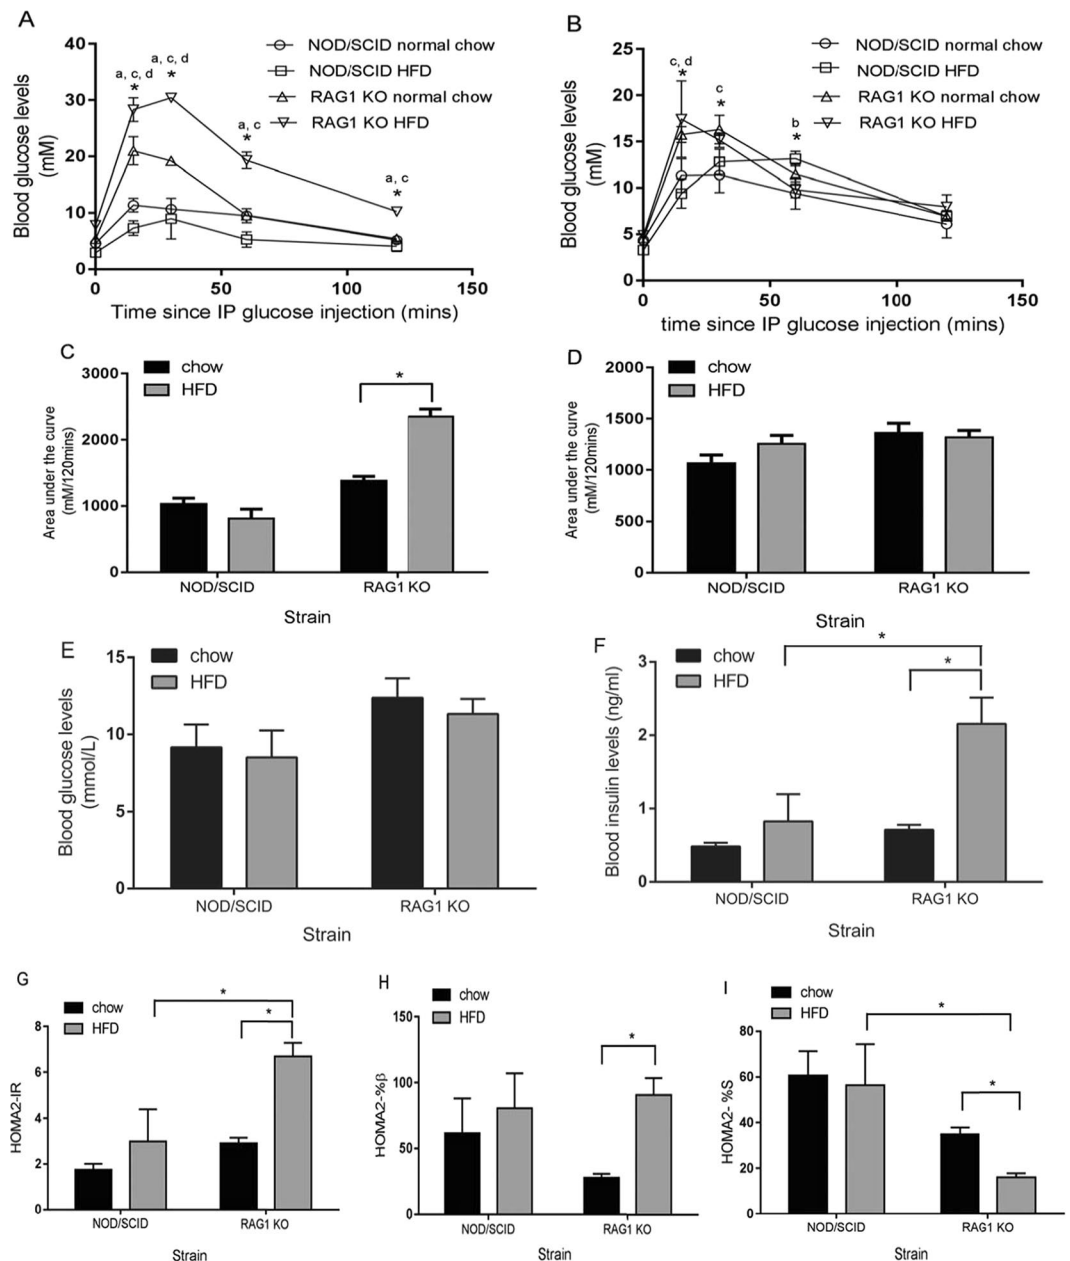 A
NOD/SCID normal chow
NOD/SCID HFD
RAG1 KO normal chow
RAG1 KO HFD
Blood glucose levels
(mM)
40
30
20
10
0
a, c, d
*
a, c, d
*
a, c
*
a, c
*
0 50 100 150
Time since IP glucose injection (mins)
B
NOD/SCID normal chow
NOD/SCID HFD
RAG1 KO normal chow
RAG1 KO HFD
Blood glucose levels
(mM)
25
20
15
10
5
0
c, d
*
c
*
b
*
0 50 100 150
time since IP glucose injection (mins)
C
chow
HFD
Area under the curve
(mM/120mins)
3000
2000
1000
0
*
NOD/SCID RAG1 KO
Strain
D
chow
HFD
Area under the curve
(mM/120mins)
2000
1500
1000
500
0
NOD/SCID RAG1 KO
Strain
E
chow
HFD
Blood glucose levels
(mmol/L)
15
10
5
0
NOD/SCID RAG1 KO
Strain
F
chow
HFD
Blood insulin levels (ng/ml)
3
2
1
0
*
*
NOD/SCID RAG1 KO
Strain
G
chow
HFD
HOMA2-IR
8
6
4
2
0
*
*
NOD/SCID RAG1 KO
Strain
H
chow
HFD
HOMA2-%β
150
100
50
0
*
NOD/SCID RAG1 KO
Strain
I
chow
HFD
HOMA2- %S
80
60
40
20
0
*
*
NOD/SCID RAG1 KO
Strain